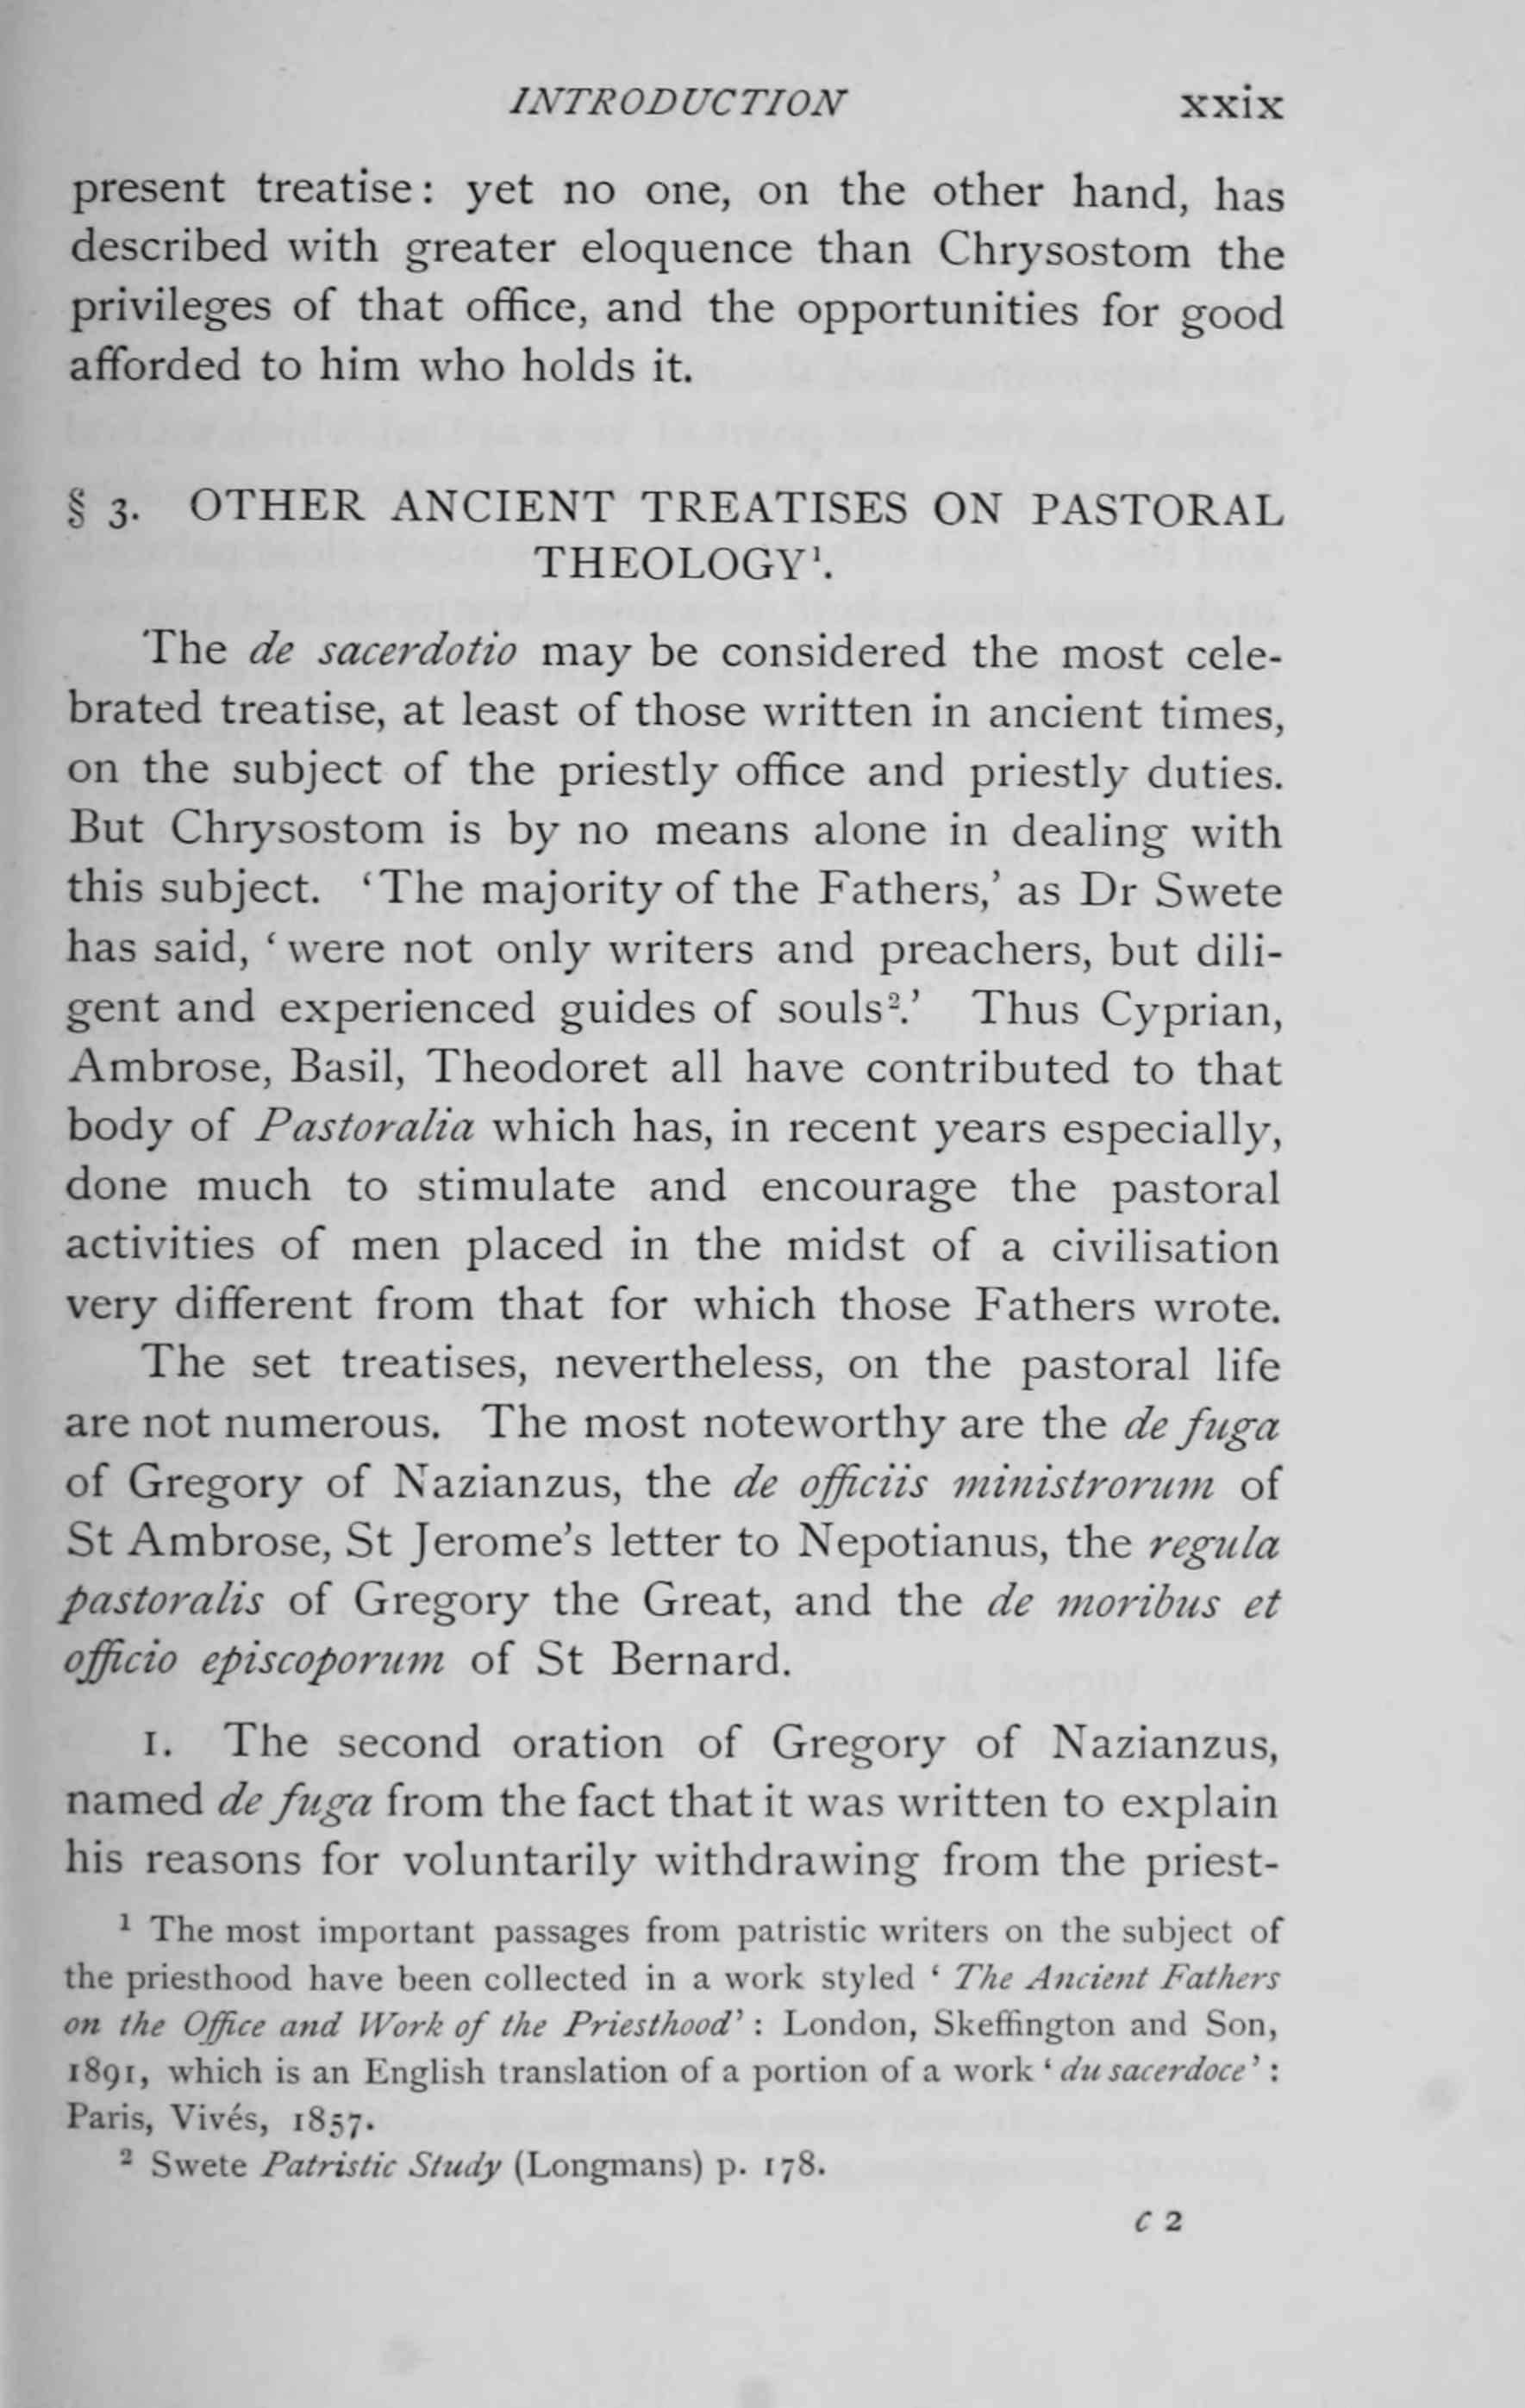 INTRODUCTION xxix
present treatise: yet no one, on the other hand, has
described with greater eloquence than Chrysostom the
privileges of that office, and the opportunities for good
afforded to him who holds it.
§ 3. OTHER ANCIENT TREATISES ON PASTORAL
THEOLOGY¹.
The de sacerdotio may be considered the most cele-
brated treatise, at least of those written in ancient times,
on the subject of the priestly office and priestly duties.
But Chrysostom is by no means alone in dealing with
this subject. ‘The majority of the Fathers,’ as Dr Swete
has said, ‘were not only writers and preachers, but dili-
gent and experienced guides of souls².’ Thus Cyprian,
Ambrose, Basil, Theodoret all have contributed to that
body of Pastoralia which has, in recent years especially,
done much to stimulate and encourage the pastoral
activities of men placed in the midst of a civilisation
very different from that for which those Fathers wrote.
The set treatises, nevertheless, on the pastoral life
are not numerous. The most noteworthy are the de fuga
of Gregory of Nazianzus, the de officiis ministrorum of
St Ambrose, St Jerome’s letter to Nepotianus, the regula
pastoralis of Gregory the Great, and the de moribus et
officio episcoporum of St Bernard.
1. The second oration of Gregory of Nazianzus,
named de fuga from the fact that it was written to explain
his reasons for voluntarily withdrawing from the priest-
¹ The most important passages from patristic writers on the subject of
the priesthood have been collected in a work styled ‘The Ancient Fathers
on the Office and Work of the Priesthood’: London, Skeffington and Son,
1891, which is an English translation of a portion of a work ‘du sacerdoce’:
Paris, Vivés, 1857.
² Swete Patristic Study (Longmans) p. 178.
c 2